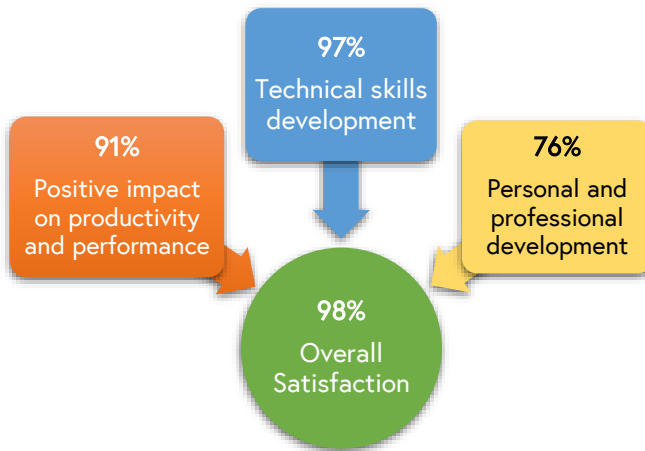 97%
Technical skills
development
91%
Positive impact
on productivity
and performance
76%
Personal and
professional
development
98%
Overall
Satisfaction